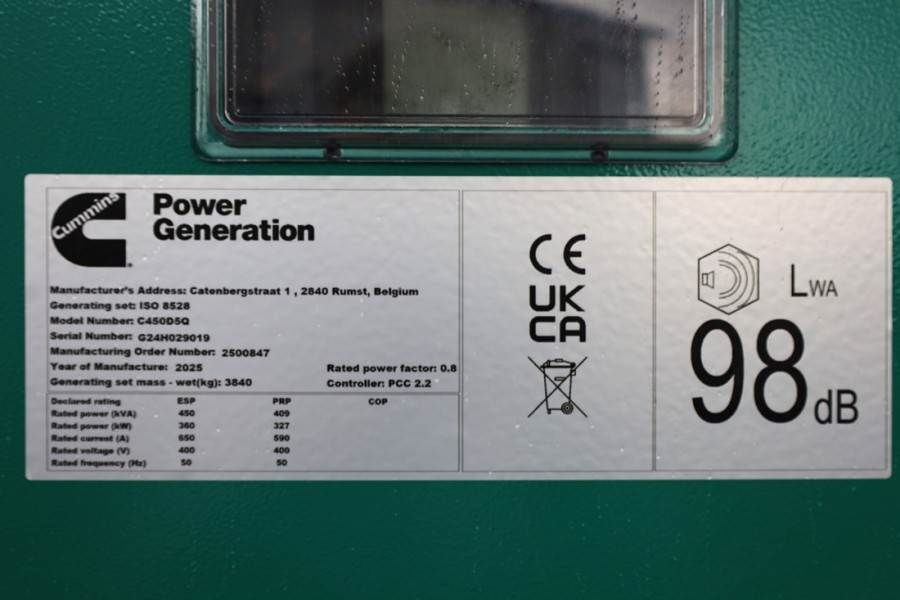 Cummins
Power
Generation
Manufacturer's Address: Catenbergstraat 1 , 2840 Rumst, Belgium
Generating set: ISO 8528
Model Number: C450D5Q
Serial Number: G24H029019
Manufacturing Order Number: 2500847
Year of Manufacture: 2025 Rated power factor: 0.8
Generating set mass - wet(kg): 3840 Controller: PCC 2.2
Declared rating ESP PRP COP
Rated power (kVA) 450 409
Rated power (kW) 360 327
Rated current (A) 650 590
Rated voltage (V) 400 400
Rated frequency (Hz) 50 50
CE
UK
CA
LWA
98 dB